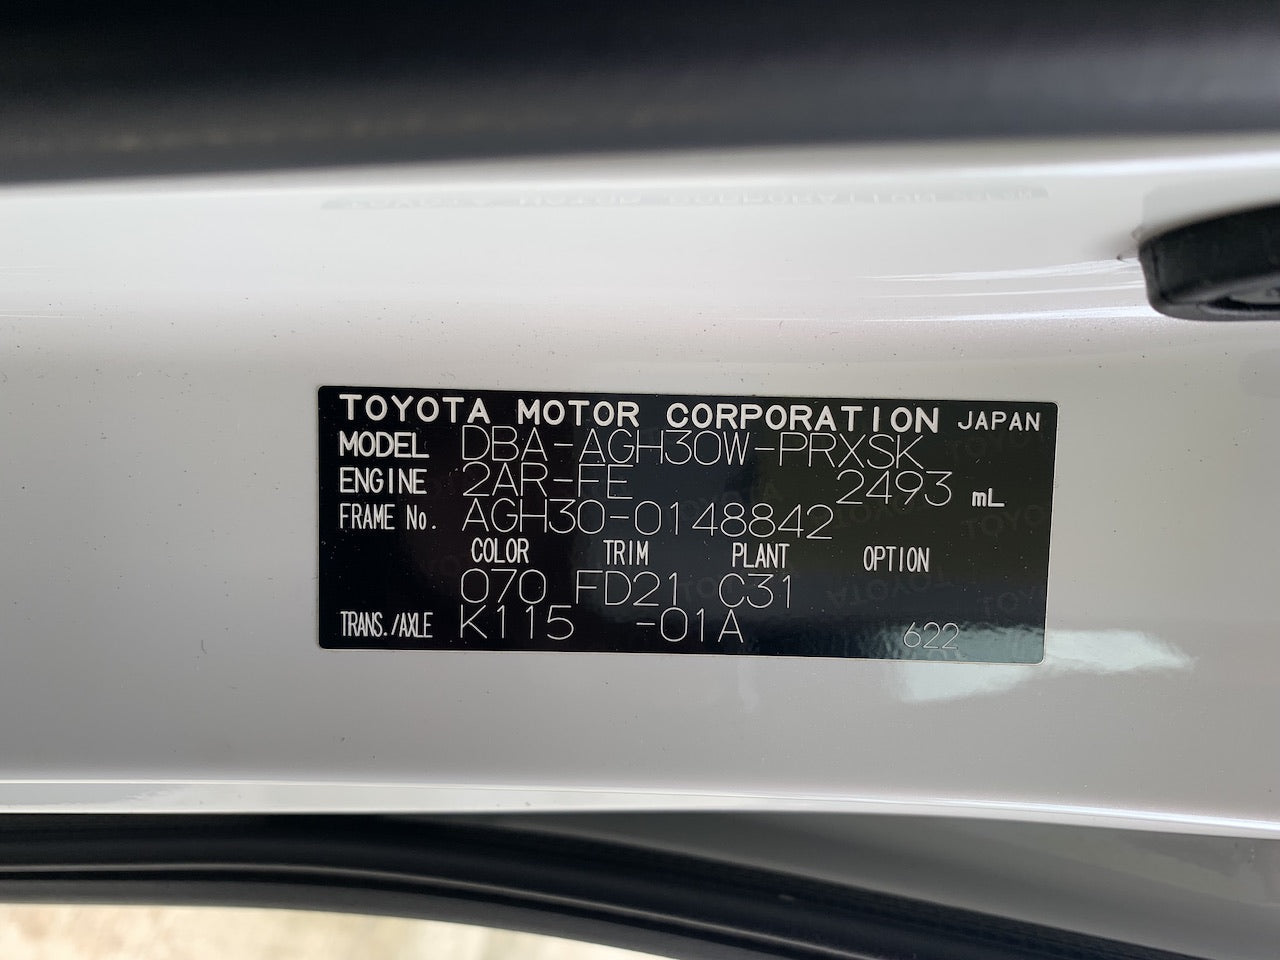 TOYOTA MOTOR CORPORATION JAPAN
MODEL DBA-AGH30W-PRXSK
ENGINE 2AR-FE 2493 mL
FRAME No. AGH30-0148842
COLOR TRIM PLANT OPTION
070 FD21 C31
TRANS./AXLE K115 -01A 622